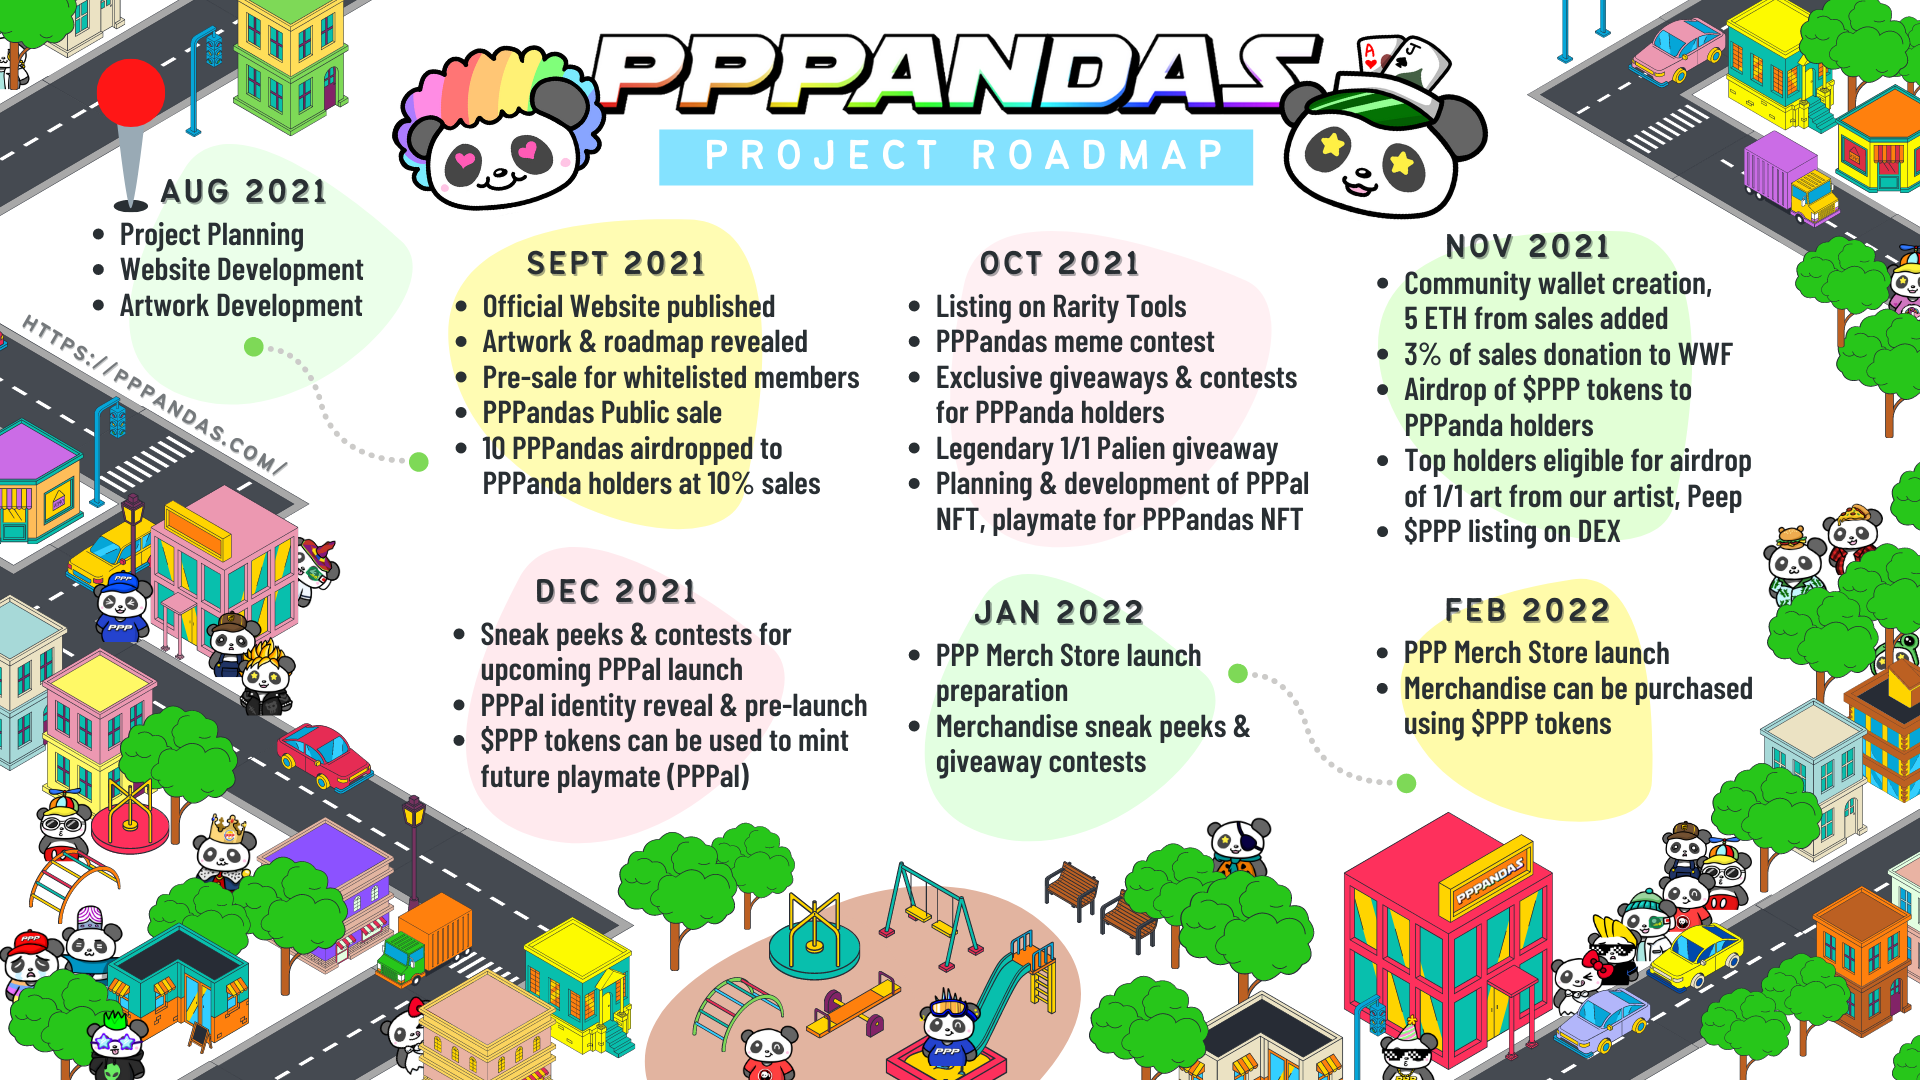 PPPANDAS
A J
PROJECT ROADMAP
AUG 2021
Project Planning
Website Development
Artwork Development
HTTPS://PPPANDAS.COM/
SEPT 2021
Official Website published
Artwork & roadmap revealed
Pre-sale for whitelisted members
PPPandas Public sale
10 PPPandas airdropped to
PPPanda holders at 10% sales
OCT 2021
Listing on Rarity Tools
PPPandas meme contest
Exclusive giveaways & contests
for PPPanda holders
Legendary 1/1 Palien giveaway
Planning & development of PPPal
NFT, playmate for PPPandas NFT
NOV 2021
Community wallet creation,
5 ETH from sales added
3% of sales donation to WWF
Airdrop of $PPP tokens to
PPPanda holders
Top holders eligible for airdrop
of 1/1 art from our artist, Peep
$PPP listing on DEX
DEC 2021
Sneak peeks & contests for
upcoming PPPal launch
PPPal identity reveal & pre-launch
$PPP tokens can be used to mint
future playmate (PPPal)
JAN 2022
PPP Merch Store launch
preparation
Merchandise sneak peeks &
giveaway contests
FEB 2022
PPP Merch Store launch
Merchandise can be purchased
using $PPP tokens
PPP
PPP
PPP
PPPANDAS
PPP
PPP